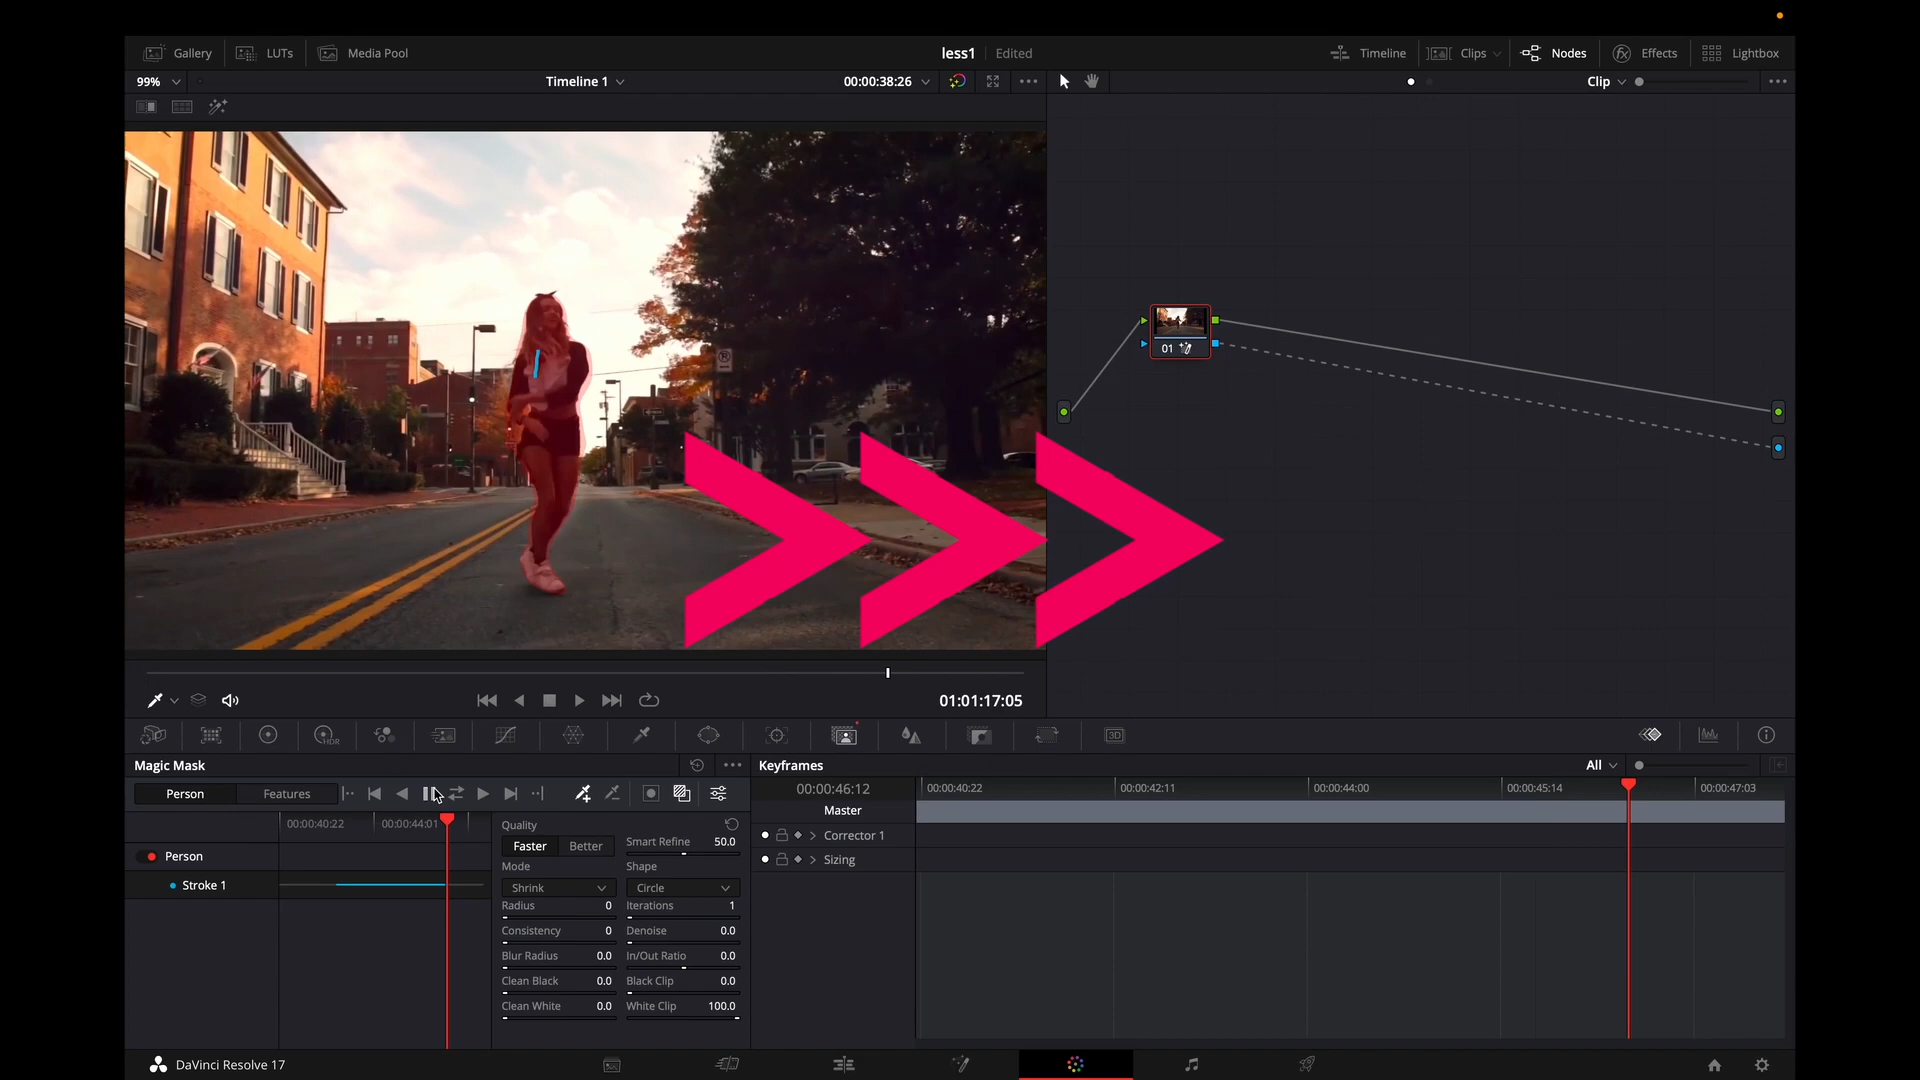 Gallery LUTs Media Pool less1 Edited Timeline Clips Nodes Effects Lightbox
99% Timeline 1 00:00:38:26 Clip
01
01:01:17:05
HDR 3D
Magic Mask Keyframes All
Person Features
00:00:46:12 00:00:40:22 00:00:42:11 00:00:44:00 00:00:45:14 00:00:47:03
Master
00:00:40:22 00:00:44:01
Quality
Faster Better Smart Refine 50.0
Corrector 1
Person
Sizing
Mode Shape
Stroke 1
Shrink Circle
Radius 0 Iterations 1
Consistency 0 Denoise 0.0
Blur Radius 0.0 In/Out Ratio 0.0
Clean Black 0.0 Black Clip 0.0
Clean White 0.0 White Clip 100.0
DaVinci Resolve 17